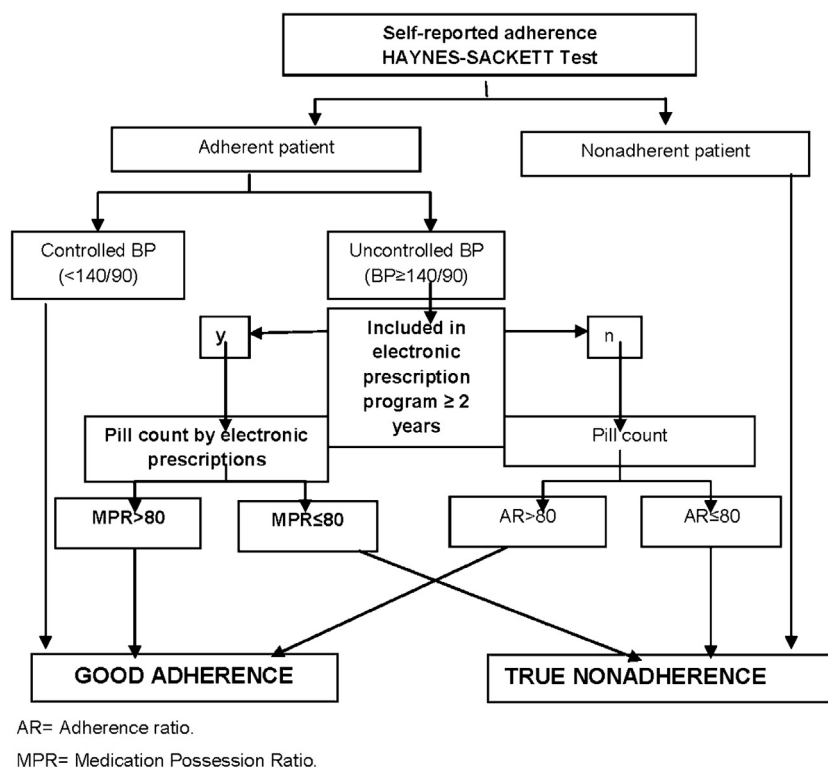 Self-reported adherence
HAYNES-SACKETT Test
Adherent patient
Nonadherent patient
Controlled BP
(<140/90)
Uncontrolled BP
(BP≥140/90)
y
Included in
electronic
prescription
program ≥ 2
years
n
Pill count by electronic
prescriptions
Pill count
MPR>80
MPR≤80
AR>80
AR≤80
GOOD ADHERENCE
TRUE NONADHERENCE
AR= Adherence ratio.
MPR= Medication Possession Ratio.